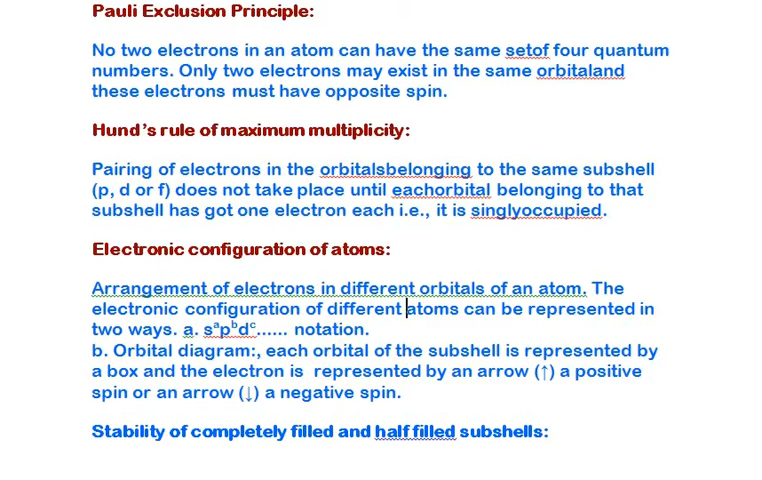 Pauli Exclusion Principle:
No two electrons in an atom can have the same setof four quantum
numbers. Only two electrons may exist in the same orbitaland
these electrons must have opposite spin.
Hund's rule of maximum multiplicity:
Pairing of electrons in the orbitalsbelonging to the same subshell
(p, d or f) does not take place until eachorbital belonging to that
subshell has got one electron each i.e., it is singlyoccupied.
Electronic configuration of atoms:
Arrangement of electrons in different orbitals of an atom. The
electronic configuration of different atoms can be represented in
two ways. a. sᵃpᵇdᶜ...... notation.
b. Orbital diagram:, each orbital of the subshell is represented by
a box and the electron is  represented by an arrow (↑) a positive
spin or an arrow (↓) a negative spin.
Stability of completely filled and half filled subshells: